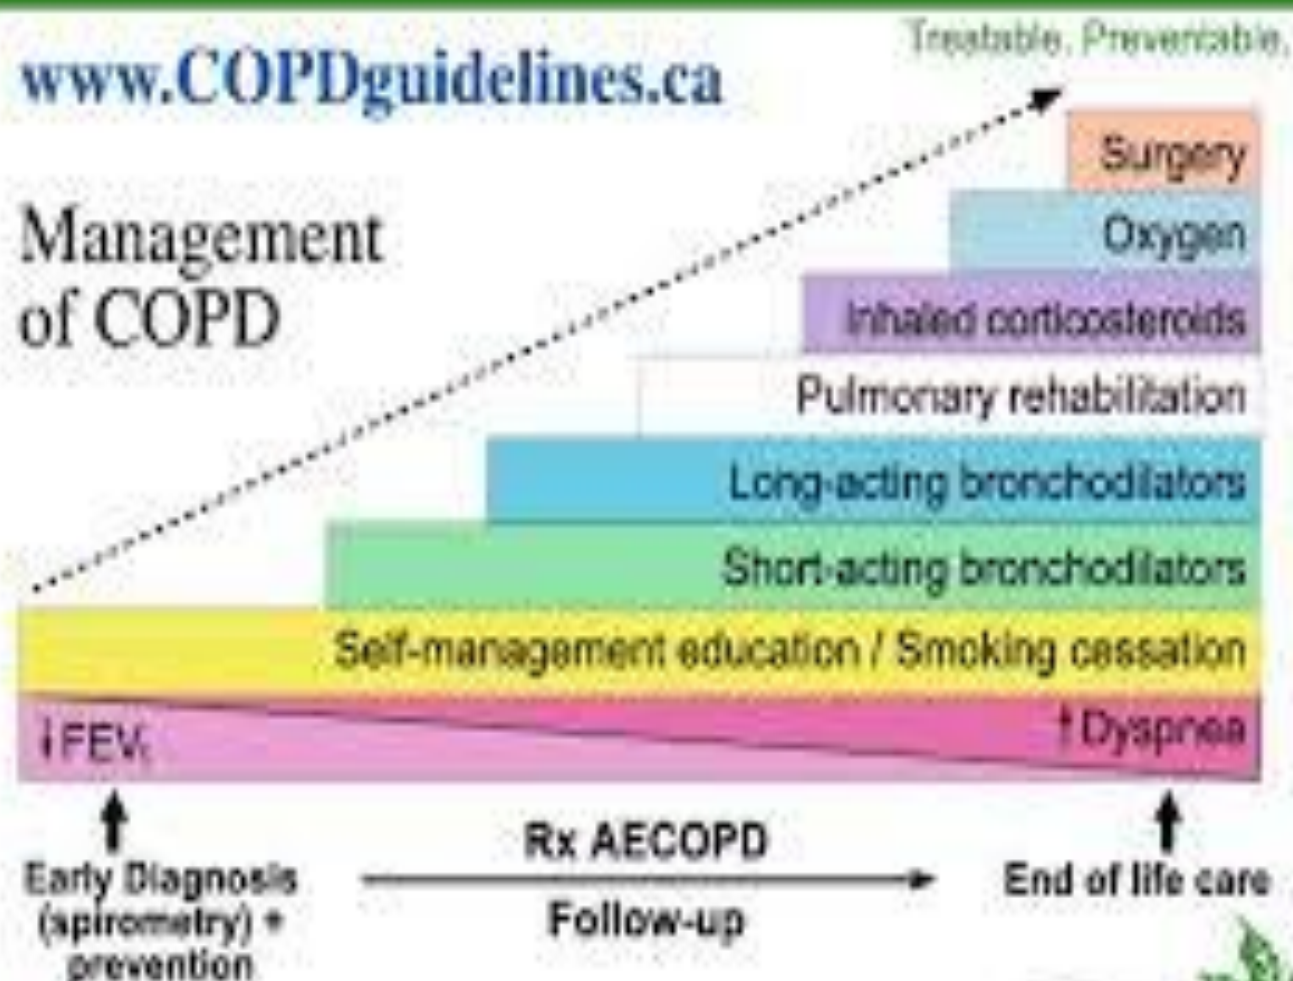 Treatable. Preventable.
www.COPDguidelines.ca
Management
of COPD
Surgery
Oxygen
Inhaled corticosteroids
Pulmonary rehabilitation
Long-acting bronchodilators
Short-acting bronchodilators
Self-management education / Smoking cessation
↓FEV₁
↑Dyspnea
Early Diagnosis
(spirometry) +
prevention
Rx AECOPD
Follow-up
End of life care